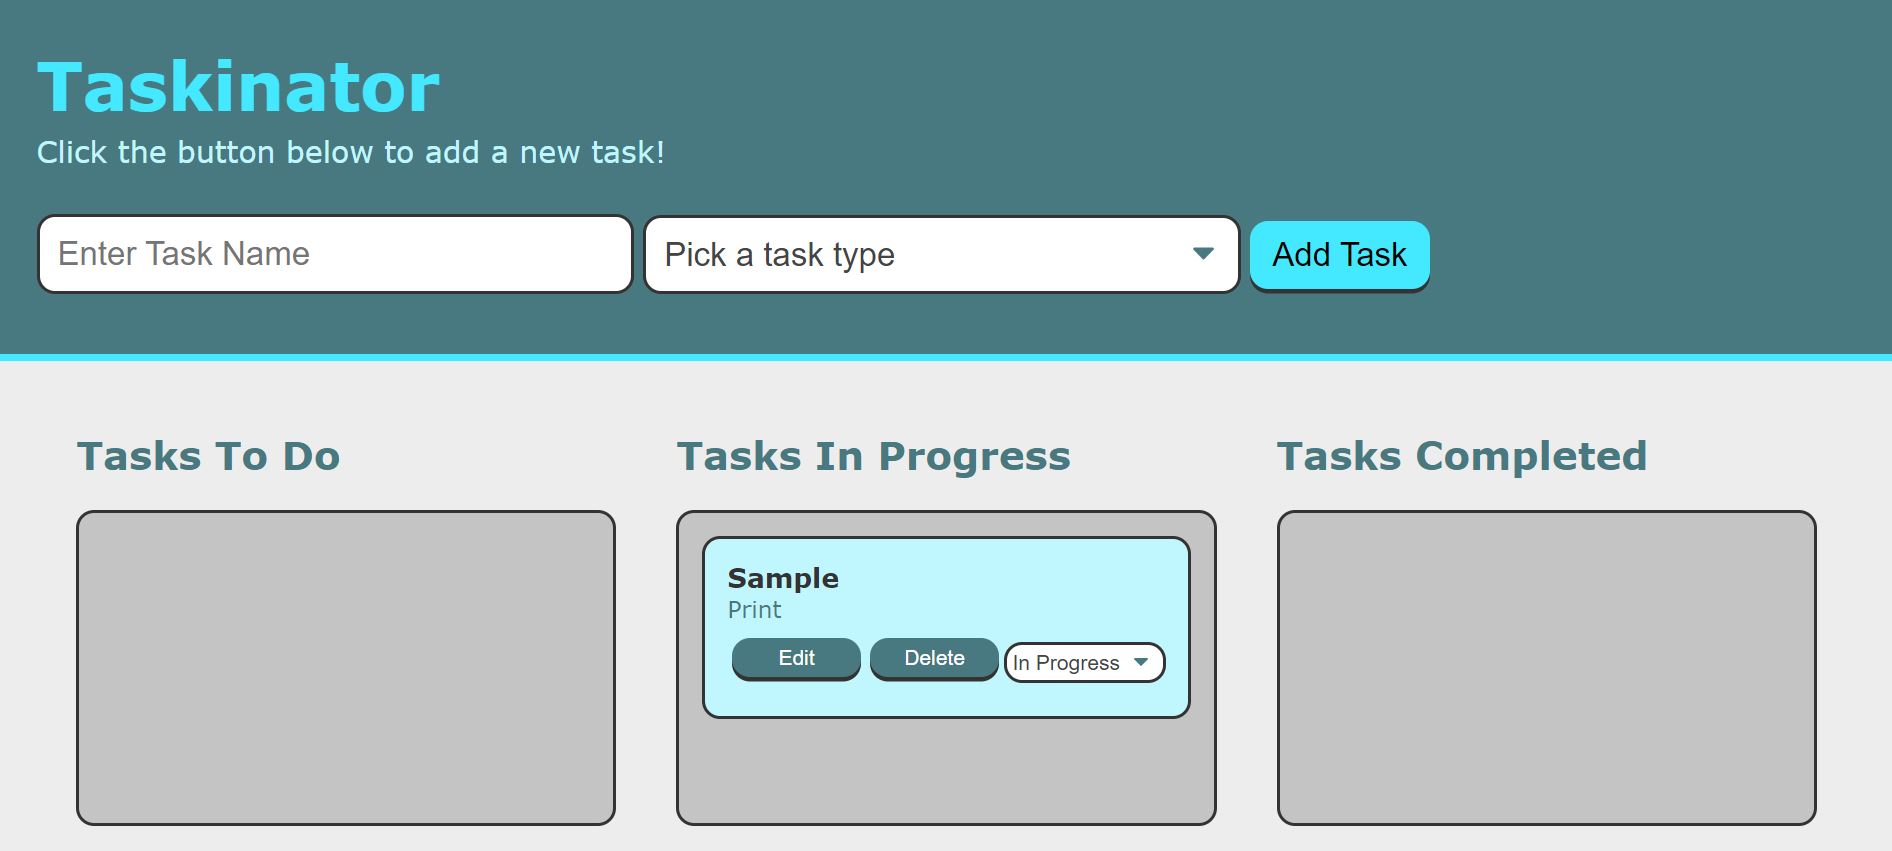 Taskinator
Click the button below to add a new task!
Enter Task Name Pick a task type Add Task
Tasks To Do Tasks In Progress Tasks Completed
Sample
Print
Edit Delete In Progress